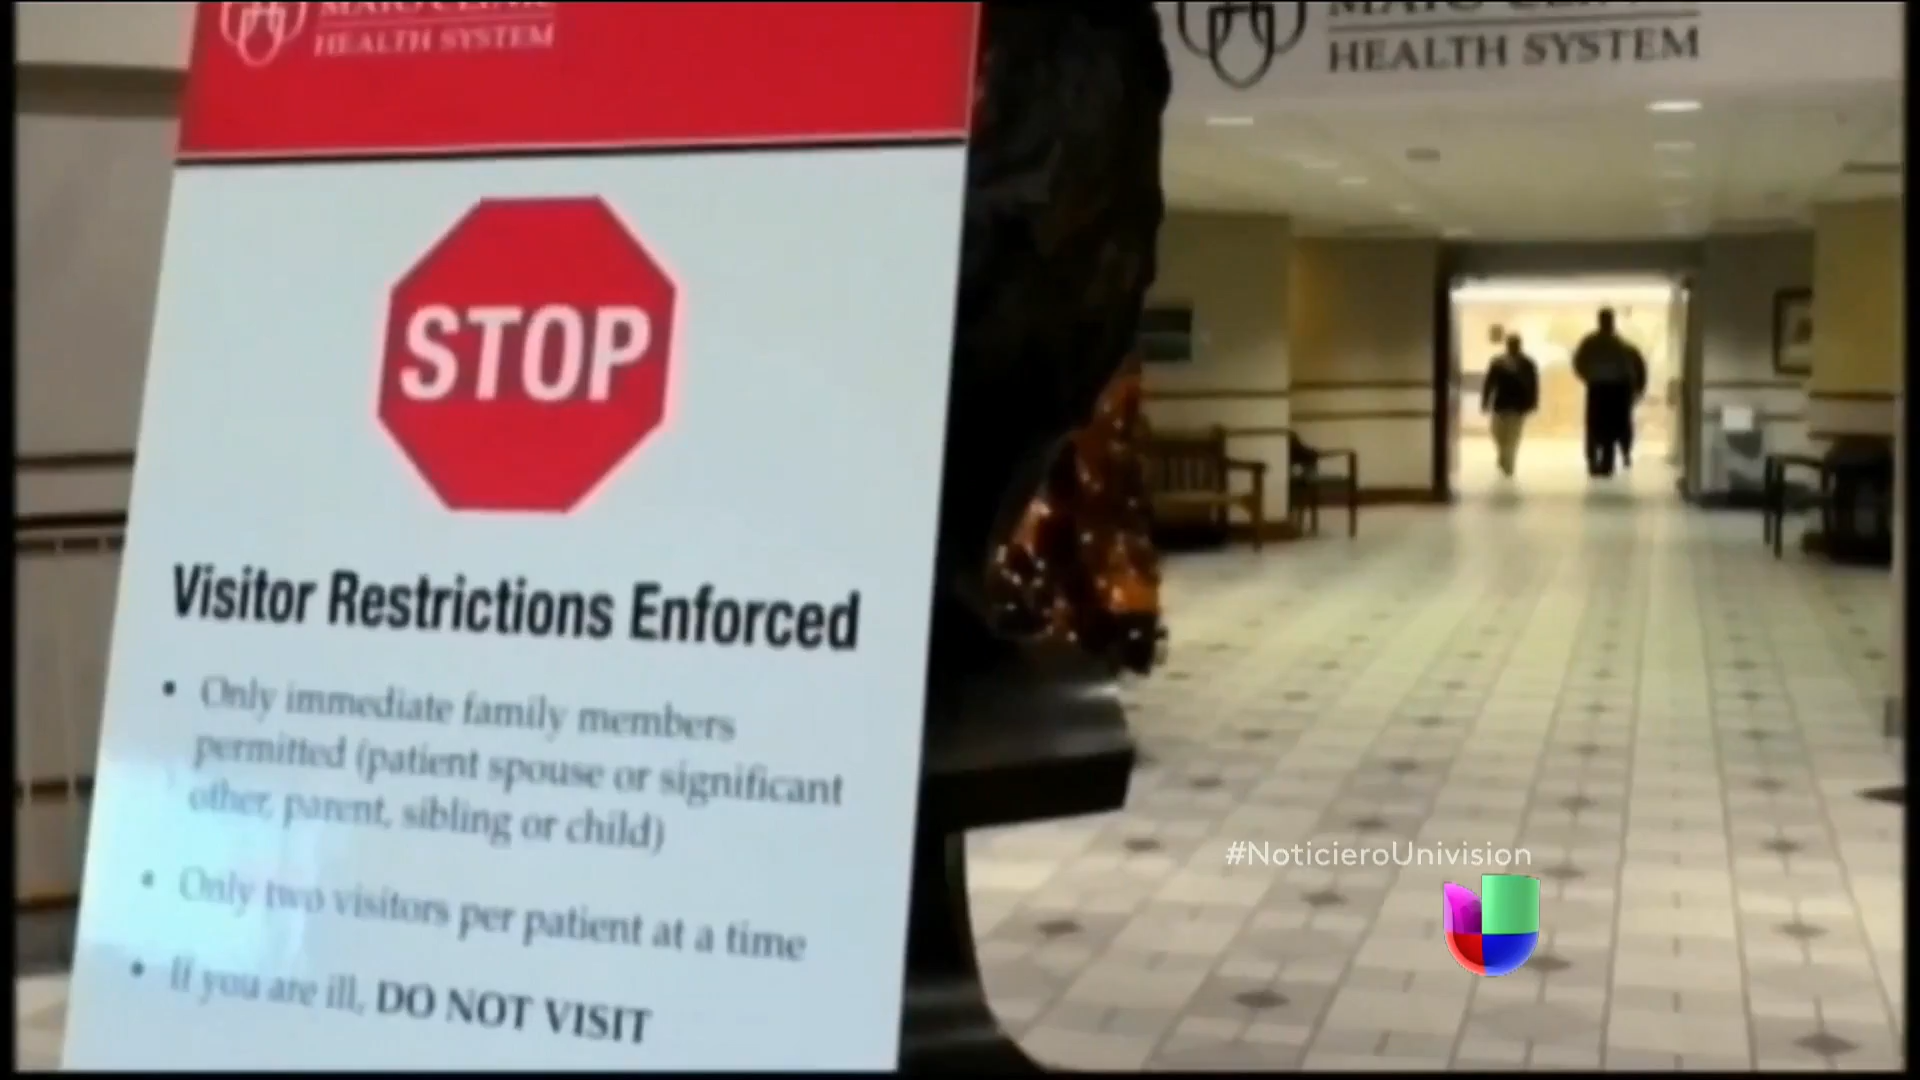 HEALTH SYSTEM
STOP
Visitor Restrictions Enforced
• Only immediate family members
permitted (patient spouse or significant
other, parent, sibling or child)
• Only two visitors per patient at a time
• If you are ill, DO NOT VISIT
HEALTH SYSTEM
#NoticieroUnivision